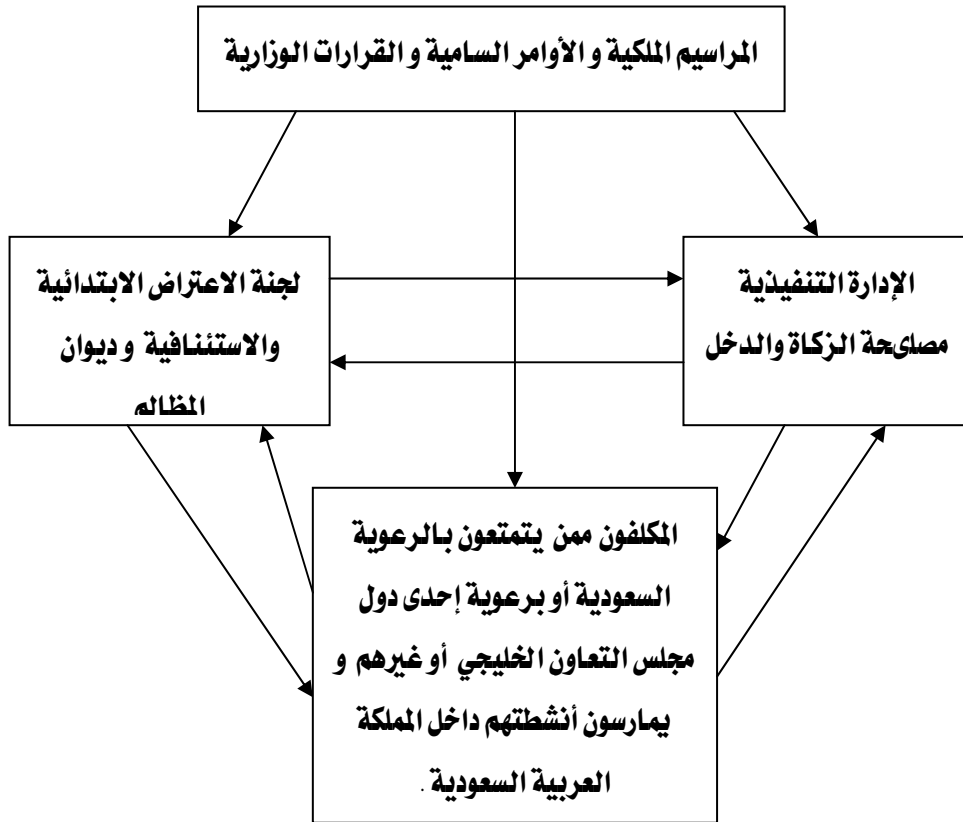 المراسيم الملكية و الأوامر السامية و القرارات الوزارية
الإدارة التنفيذية
مصلحة الزكاة والدخل
لجنة الاعتراض الابتدائية
والاستئنافية و ديوان
المظالم
المكلفون ممن يتمتعون بالرعوية
السعودية أو برعوية إحدى دول
مجلس التعاون الخليجي أو غيرهم و
يمارسون أنشطتهم داخل المملكة
العربية السعودية .